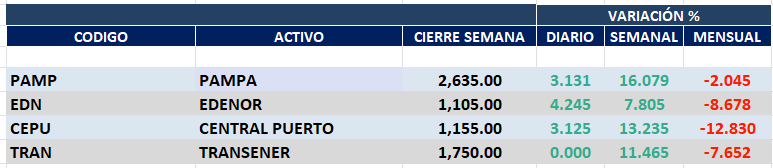 VARIACIÓN %
CODIGO ACTIVO CIERRE SEMANA DIARIO SEMANAL MENSUAL
PAMP PAMPA 2,635.00 3.131 16.079 -2.045
EDN EDENOR 1,105.00 4.245 7.805 -8.678
CEPU CENTRAL PUERTO 1,155.00 3.125 13.235 -12.830
TRAN TRANSENER 1,750.00 0.000 11.465 -7.652